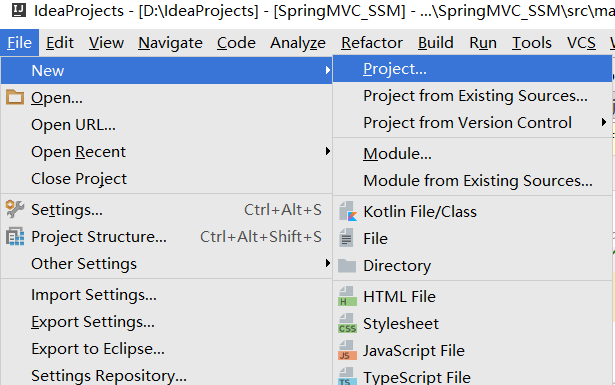 IdeaProjects - [D:\IdeaProjects] - [SpringMVC_SSM] - ...\SpringMVC_SSM\src\ma
File Edit View Navigate Code Analyze Refactor Build Run Tools VCS
New
Open...
Open URL...
Open Recent
Close Project
Settings... Ctrl+Alt+S
Project Structure... Ctrl+Alt+Shift+S
Other Settings
Import Settings...
Export Settings...
Export to Eclipse...
Settings Repository...
Project...
Project from Existing Sources...
Project from Version Control
Module...
Module from Existing Sources...
Kotlin File/Class
File
Directory
HTML File
Stylesheet
JavaScript File
TypeScript File